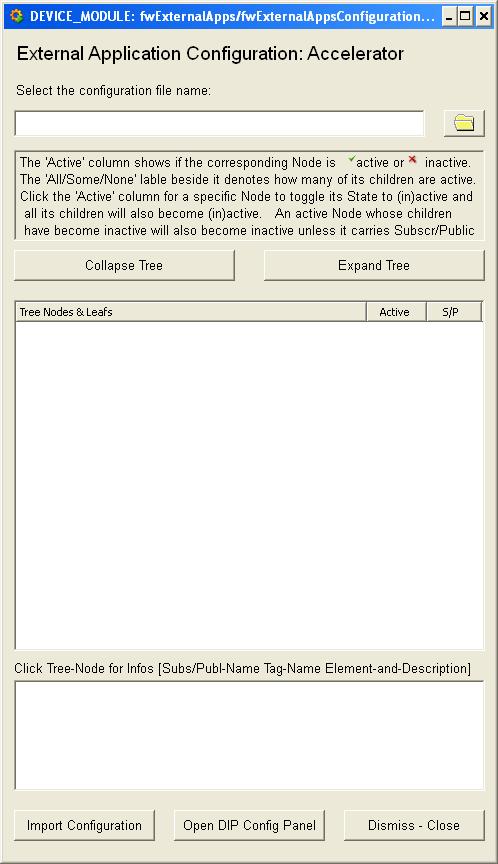 DEVICE_MODULE: fwExternalApps/fwExternalAppsConfiguration...
External Application Configuration: Accelerator
Select the configuration file name:
The 'Active' column shows if the corresponding Node is active or inactive.
The 'All/Some/None' lable beside it denotes how many of its children are active.
Click the 'Active' column for a specific Node to toggle its State to (in)active and
all its children will also become (in)active. An active Node whose children
have become inactive will also become inactive unless it carries Subscr/Public
Collapse Tree Expand Tree
Tree Nodes & Leafs Active S/P
Click Tree-Node for Infos [Subs/Publ-Name Tag-Name Element-and-Description]
Import Configuration Open DIP Config Panel Dismiss - Close